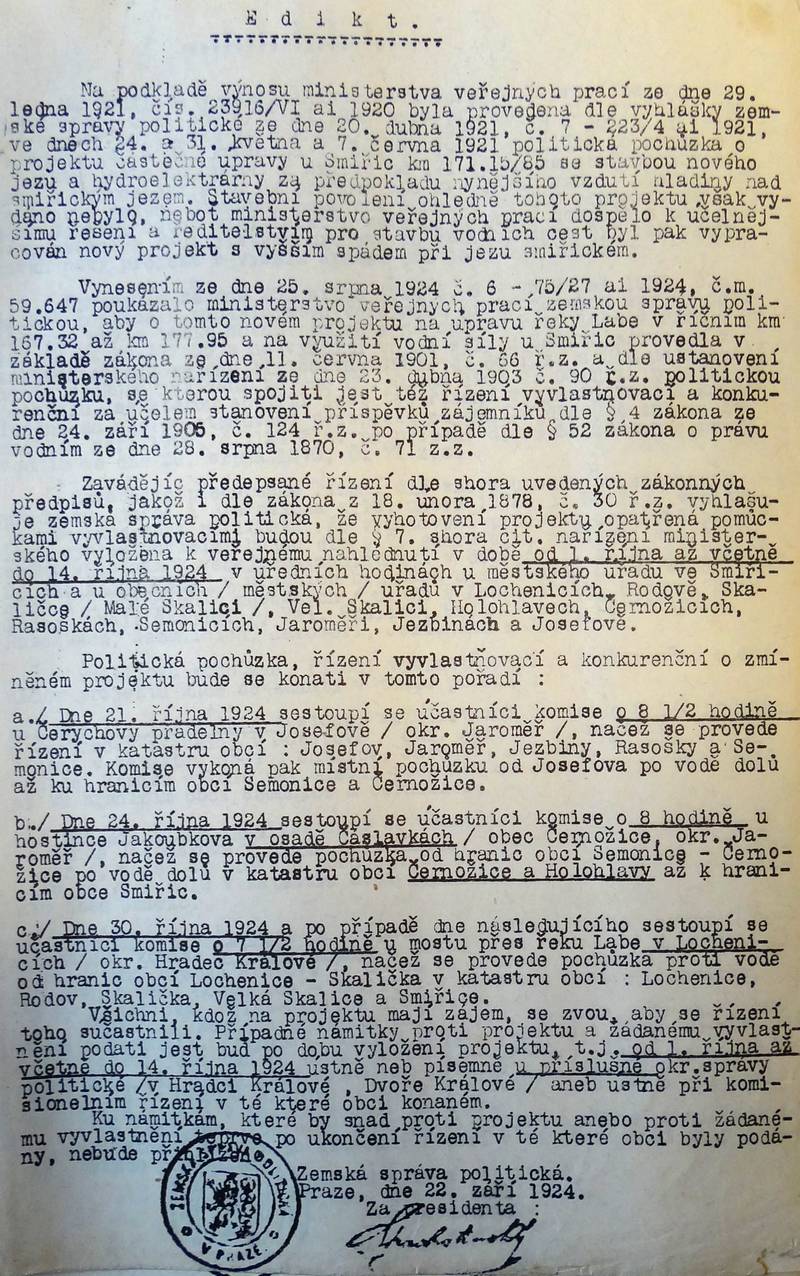 E d i k t .
Na podkladě výnosu ministerstva veřejných prací ze dne 29.
ledna 1921, čís. 23916/VI ai 1920 byla provedena dle vyhlášky zem-
ské správy politické ze dne 20. dubna 1921, č. 7 - 223/4 ai 1921,
ve dnech 24. a 31. května a 7. června 1921 politická pochůzka o
projektu částečné úpravy u Smiřic km 171.15/85 se stavbou nového
jezu a hydroelektrárny za předpokladu nynějšího vzdutí hladiny nad
smiřickým jezem. Stavební povolení ohledně tohoto projektu však vy-
dáno nebylo, neboť ministerstvo veřejných prací dospělo k účelněj-
šímu řešení a ředitelstvím pro stavbu vodních cest byl pak vypra-
cován nový projekt s vyšším spádem při jezu smiřickém.
Vynesením ze dne 25. srpna 1924 č. 6 - 75/27 ai 1924, č.m.
59.647 poukázalo ministerstvo veřejných prací zemskou správu poli-
tickou, aby o tomto novém projektu na úpravu řeky Labe v říčním km
167.32 až km 177.95 a na využití vodní síly u Smiřic provedla v
základě zákona ze dne 11. června 1901, č. 66 ř.z. a dle ustanovení
ministerského nařízení ze dne 23. dubna 1903 č. 90 ř.z. politickou
pochůzku, se kterou spojiti jest též řízení vyvlastňovací a konku-
renční za účelem stanovení příspěvků zájemníků dle § 4 zákona ze
dne 24. září 1905, č. 124 ř.z. po případě dle § 52 zákona o právu
vodním ze dne 28. srpna 1870, č. 71 z.z.
Zavádějíc předepsané řízení dle shora uvedených zákonných
předpisů, jakož i dle zákona z 18. unora 1878, č. 30 ř.z. vyhlašu-
je zemská správa politická, že vyhotovení projektu opatřená pomůc-
kami vyvlastnovacími budou dle § 7. shora cit. nařízení minister-
ského vyložena k veřejnému nahlédnutí v době od 1. října až včetně
do 14. října 1924 v úředních hodinách u městského úřadu ve Smiři-
cích a u obecních / městských / úřadů v Lochenicích, Rodově, Ska-
ličce / Malé Skalici /, Vel. Skalici, Holohlavech, Černožicích,
Rasoškách, Semonicích, Jaroměři, Jezbinách a Josefově.
Politická pochůzka, řízení vyvlastňovací a konkurenční o zmí-
něném projektu bude se konati v tomto pořadí :
a./ Dne 21. října 1924 sestoupí se účastníci komise o 8 1/2 hodině
u Čerychovy přádelny v Josefově / okr. Jaroměř /, načež se provede
řízení v katastru obcí : Josefov, Jaroměř, Jezbiny, Rasošky a Se-
monice. Komise vykoná pak místní pochůzku od Josefova po vodě dolů
až ku hranicím obcí Semonice a Černožice.
b./ Dne 24. října 1924 sestoupí se účastníci komise o 8 hodině u
hostince Jakoubkova v osadě Čáslavkách / obec Černožice, okr. Ja-
roměř /, načež se provede pochůzka od hranic obcí Semonice - Černo-
žice po vodě dolů v katastru obcí Černožice a Holohlavy až k hrani-
cím obce Smiřic.
c./ Dne 30. října 1924 a po případě dne následujícího sestoupí se
účastníci komise o 7 1/2 hodině u mostu přes řeku Labe v Locheni-
cích / okr. Hradec Králové /, načež se provede pochůzka proti vodě
od hranic obcí Lochenice - Skalička v katastru obcí : Lochenice,
Rodov, Skalička, Velká Skalice a Smiřice.
Všichni, kdož na projektu mají zájem, se zvou, aby se řízení
toho súčastnili. Případné námitky proti projektu a žádanému vyvlast-
nění podati jest buď po dobu vyložení projektu, t.j. od 1. října až
včetně do 14. října 1924 ústně neb písemně u příslušné okr.správy
politické /v Hradci Králové , Dvoře Králové / aneb ústně při komi-
sionelním řízení v té které obci konaném.
Ku námitkám, které by snad proti projektu anebo proti žádané-
mu vyvlastnění teprve po ukončení řízení v té které obci byly podá-
ny, nebude
Zemská správa politická.
Praze, dne 22. září 1924.
Za presidenta :
V PRAZE